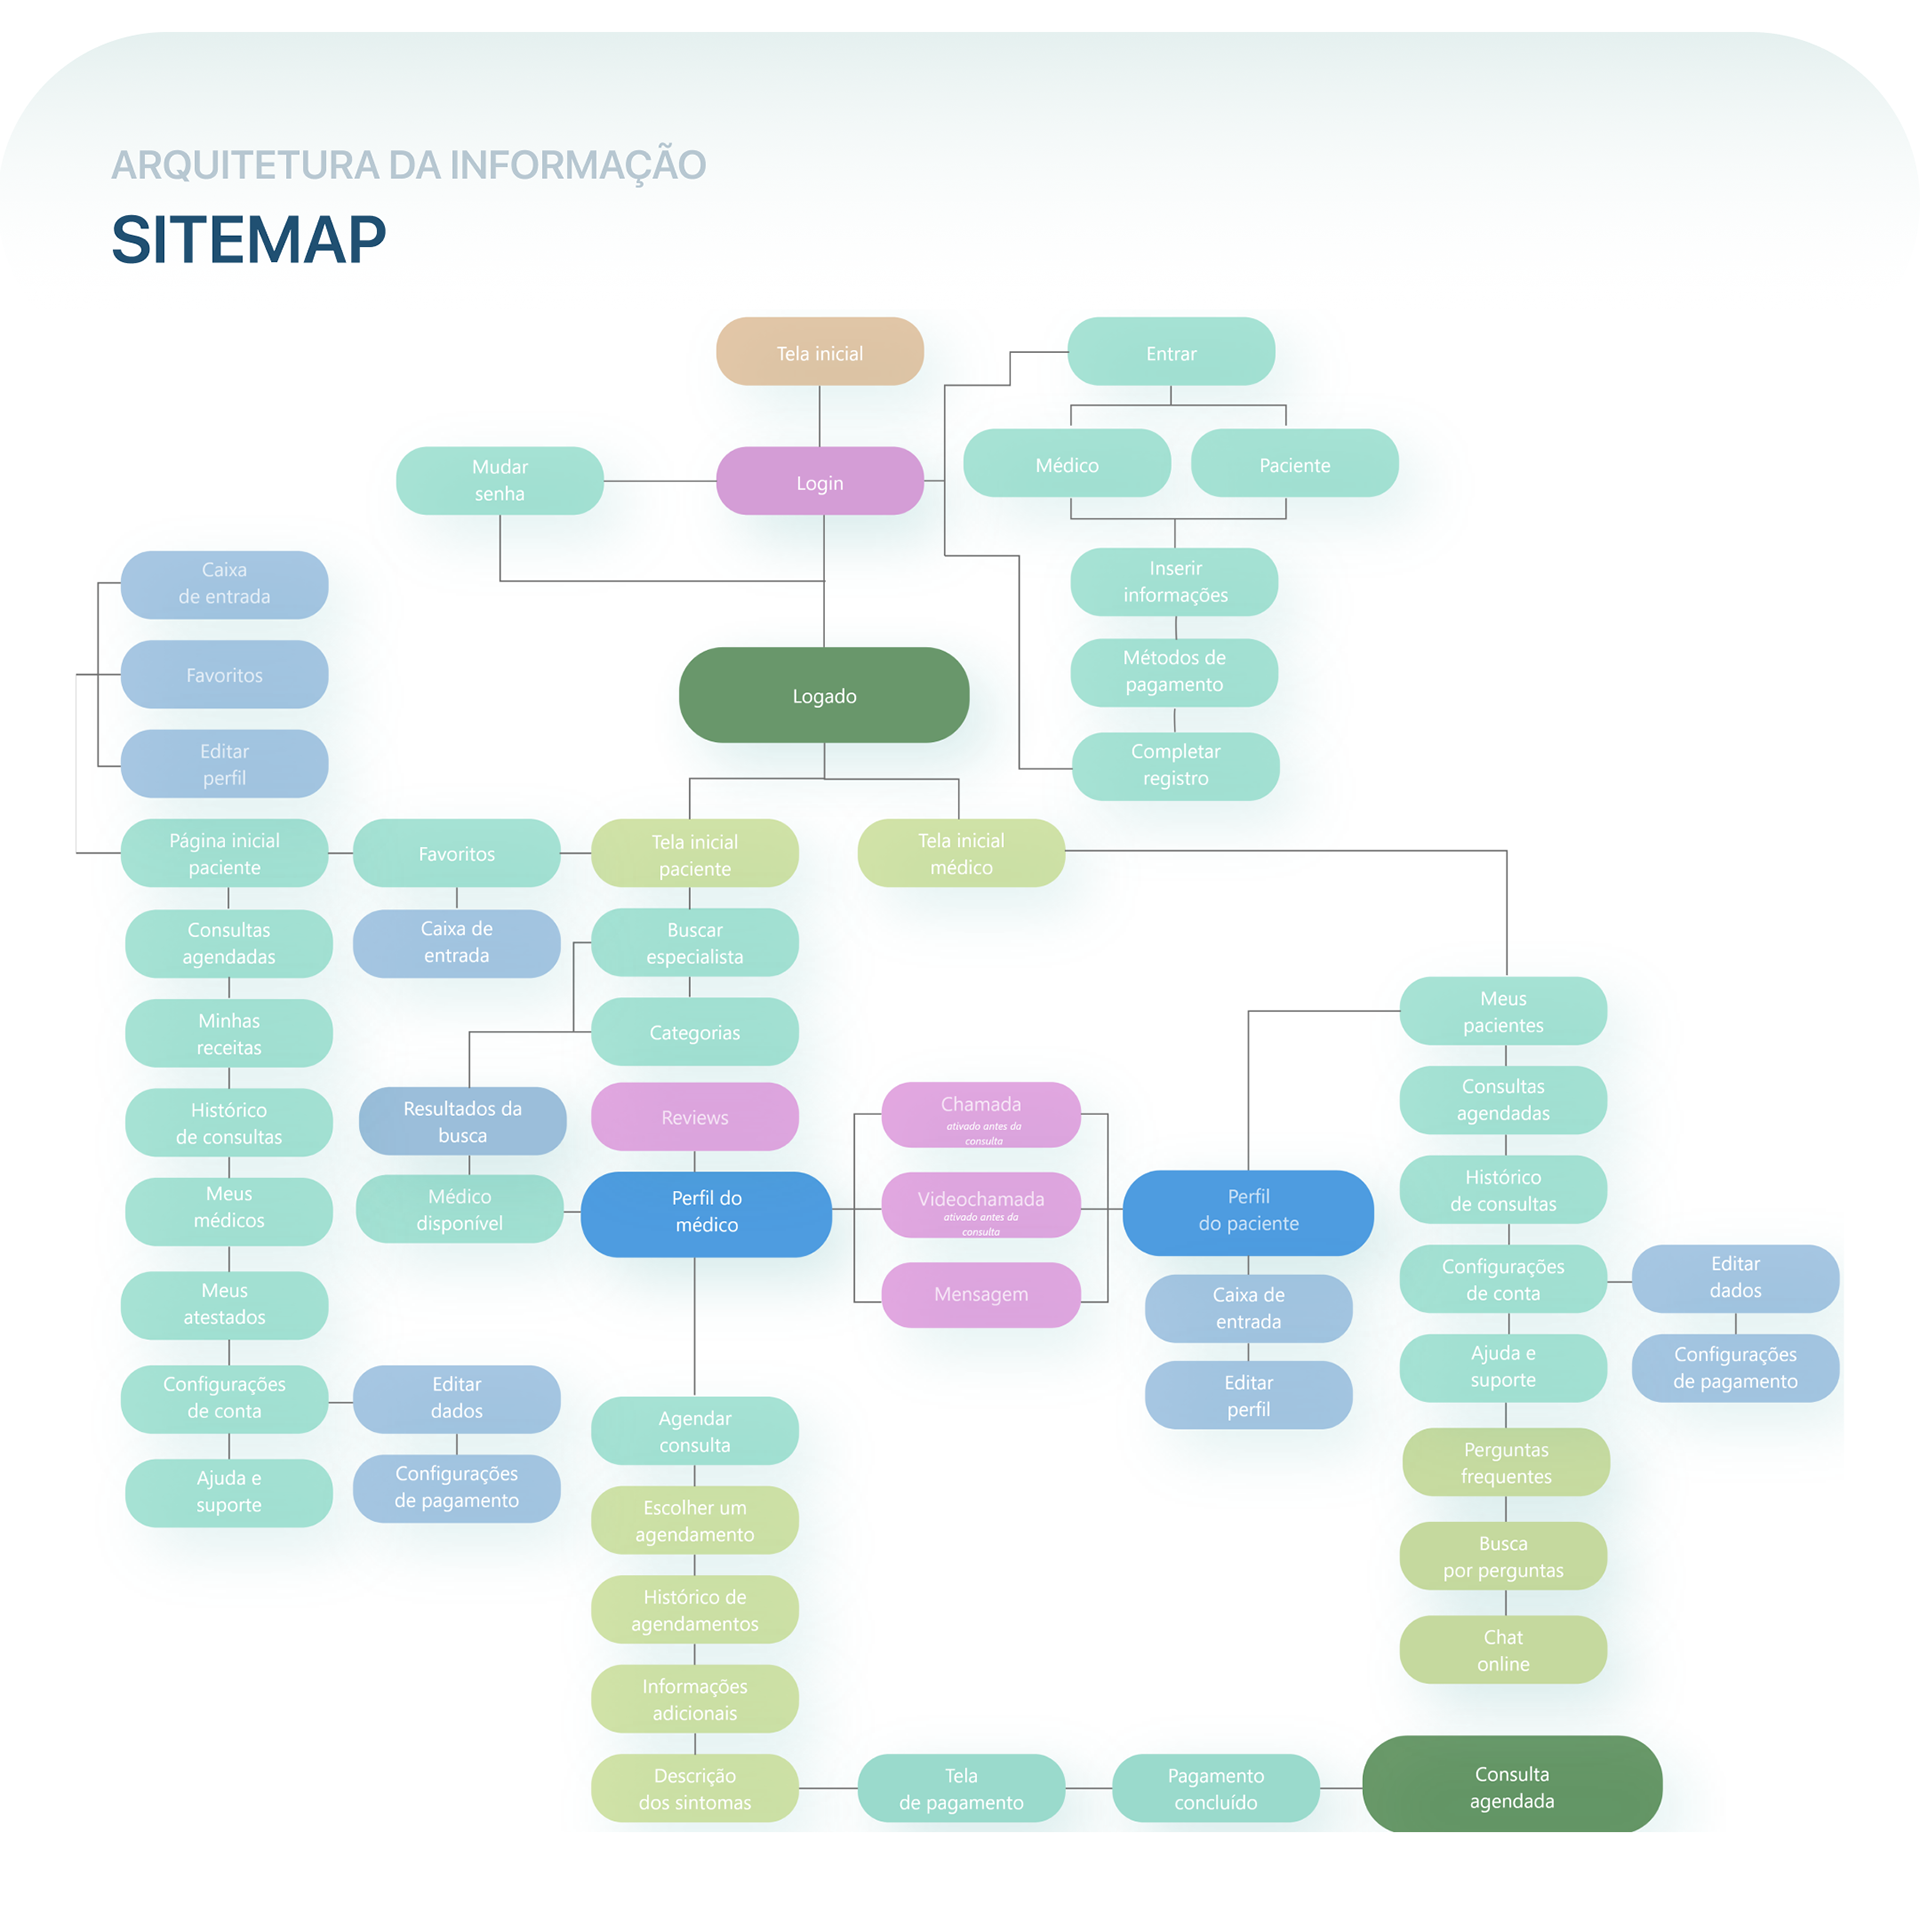 ARQUITETURA DA INFORMAÇÃO
SITEMAP
Tela inicial
Entrar
Mudar
senha
Login
Médico
Paciente
Caixa
de entrada
Inserir
informações
Favoritos
Logado
Métodos de
pagamento
Editar
perfil
Completar
registro
Página inicial
paciente
Favoritos
Tela inicial
paciente
Tela inicial
médico
Consultas
agendadas
Caixa de
entrada
Buscar
especialista
Minhas
receitas
Categorias
Meus
pacientes
Histórico
de consultas
Resultados da
busca
Reviews
Chamada
ativado antes da
consulta
Consultas
agendadas
Meus
médicos
Médico
disponível
Perfil do
médico
Videochamada
ativado antes da
consulta
Perfil
do paciente
Histórico
de consultas
Meus
atestados
Mensagem
Caixa de
entrada
Configurações
de conta
Editar
dados
Configurações
de conta
Editar
dados
Editar
perfil
Ajuda e
suporte
Configurações
de pagamento
Agendar
consulta
Ajuda e
suporte
Configurações
de pagamento
Perguntas
frequentes
Escolher um
agendamento
Busca
por perguntas
Histórico de
agendamentos
Chat
online
Informações
adicionais
Descrição
dos sintomas
Tela
de pagamento
Pagamento
concluído
Consulta
agendada